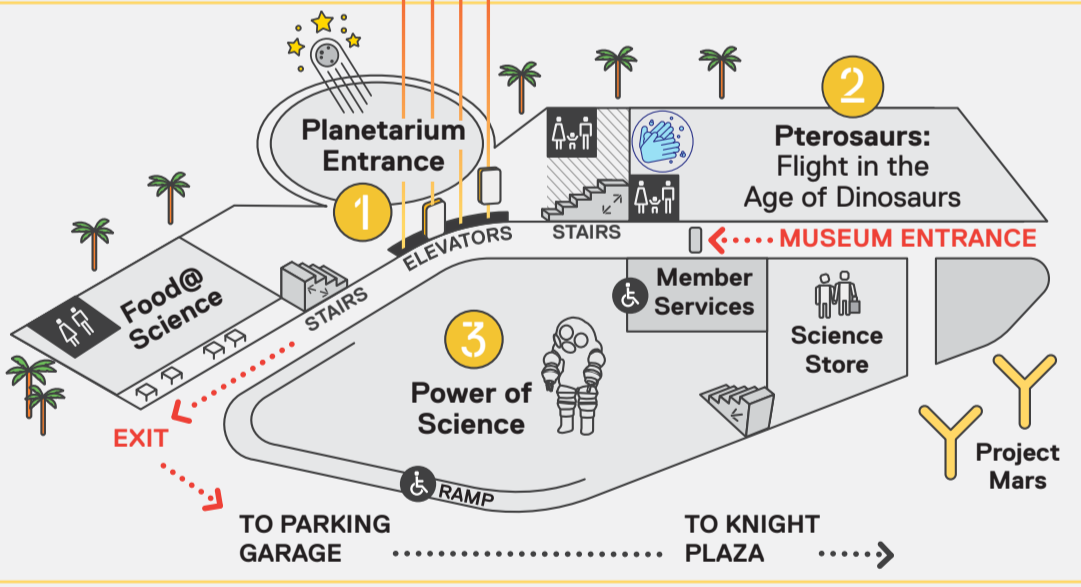 Planetarium
Entrance
1
2
Pterosaurs:
Flight in the
Age of Dinosaurs
ELEVATORS
STAIRS
MUSEUM ENTRANCE
Food@
Science
STAIRS
Member
Services
Science
Store
3
Power of
Science
EXIT
RAMP
Project
Mars
TO PARKING
GARAGE
TO KNIGHT
PLAZA